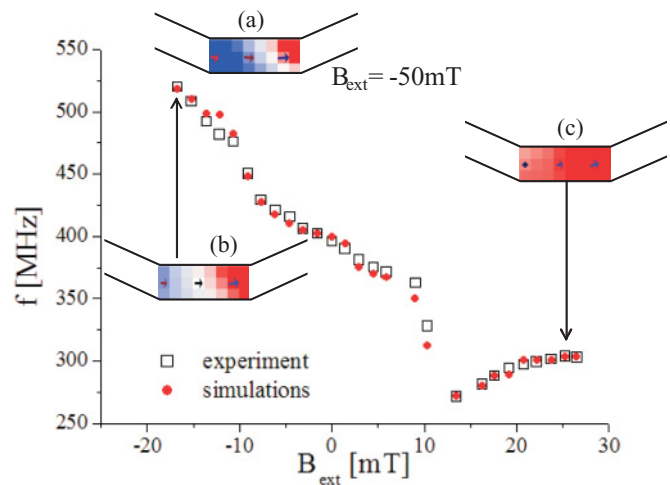 (a)
B_ext = -50mT
(c)
(b)
f [MHz]
550
500
450
400
350
300
250
experiment
simulations
-20
-10
0
10
20
30
B_ext [mT]